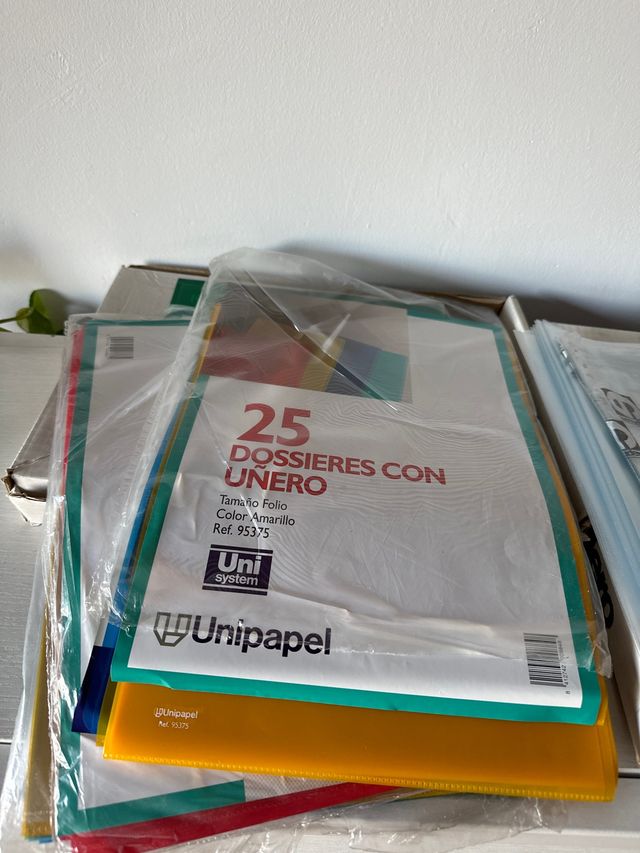 25
DOSSIERES CON
UÑERO
Tamaño Folio
Color Amarillo
Ref. 95375
Uni
system
Unipapel
Unipapel
Ref. 95375